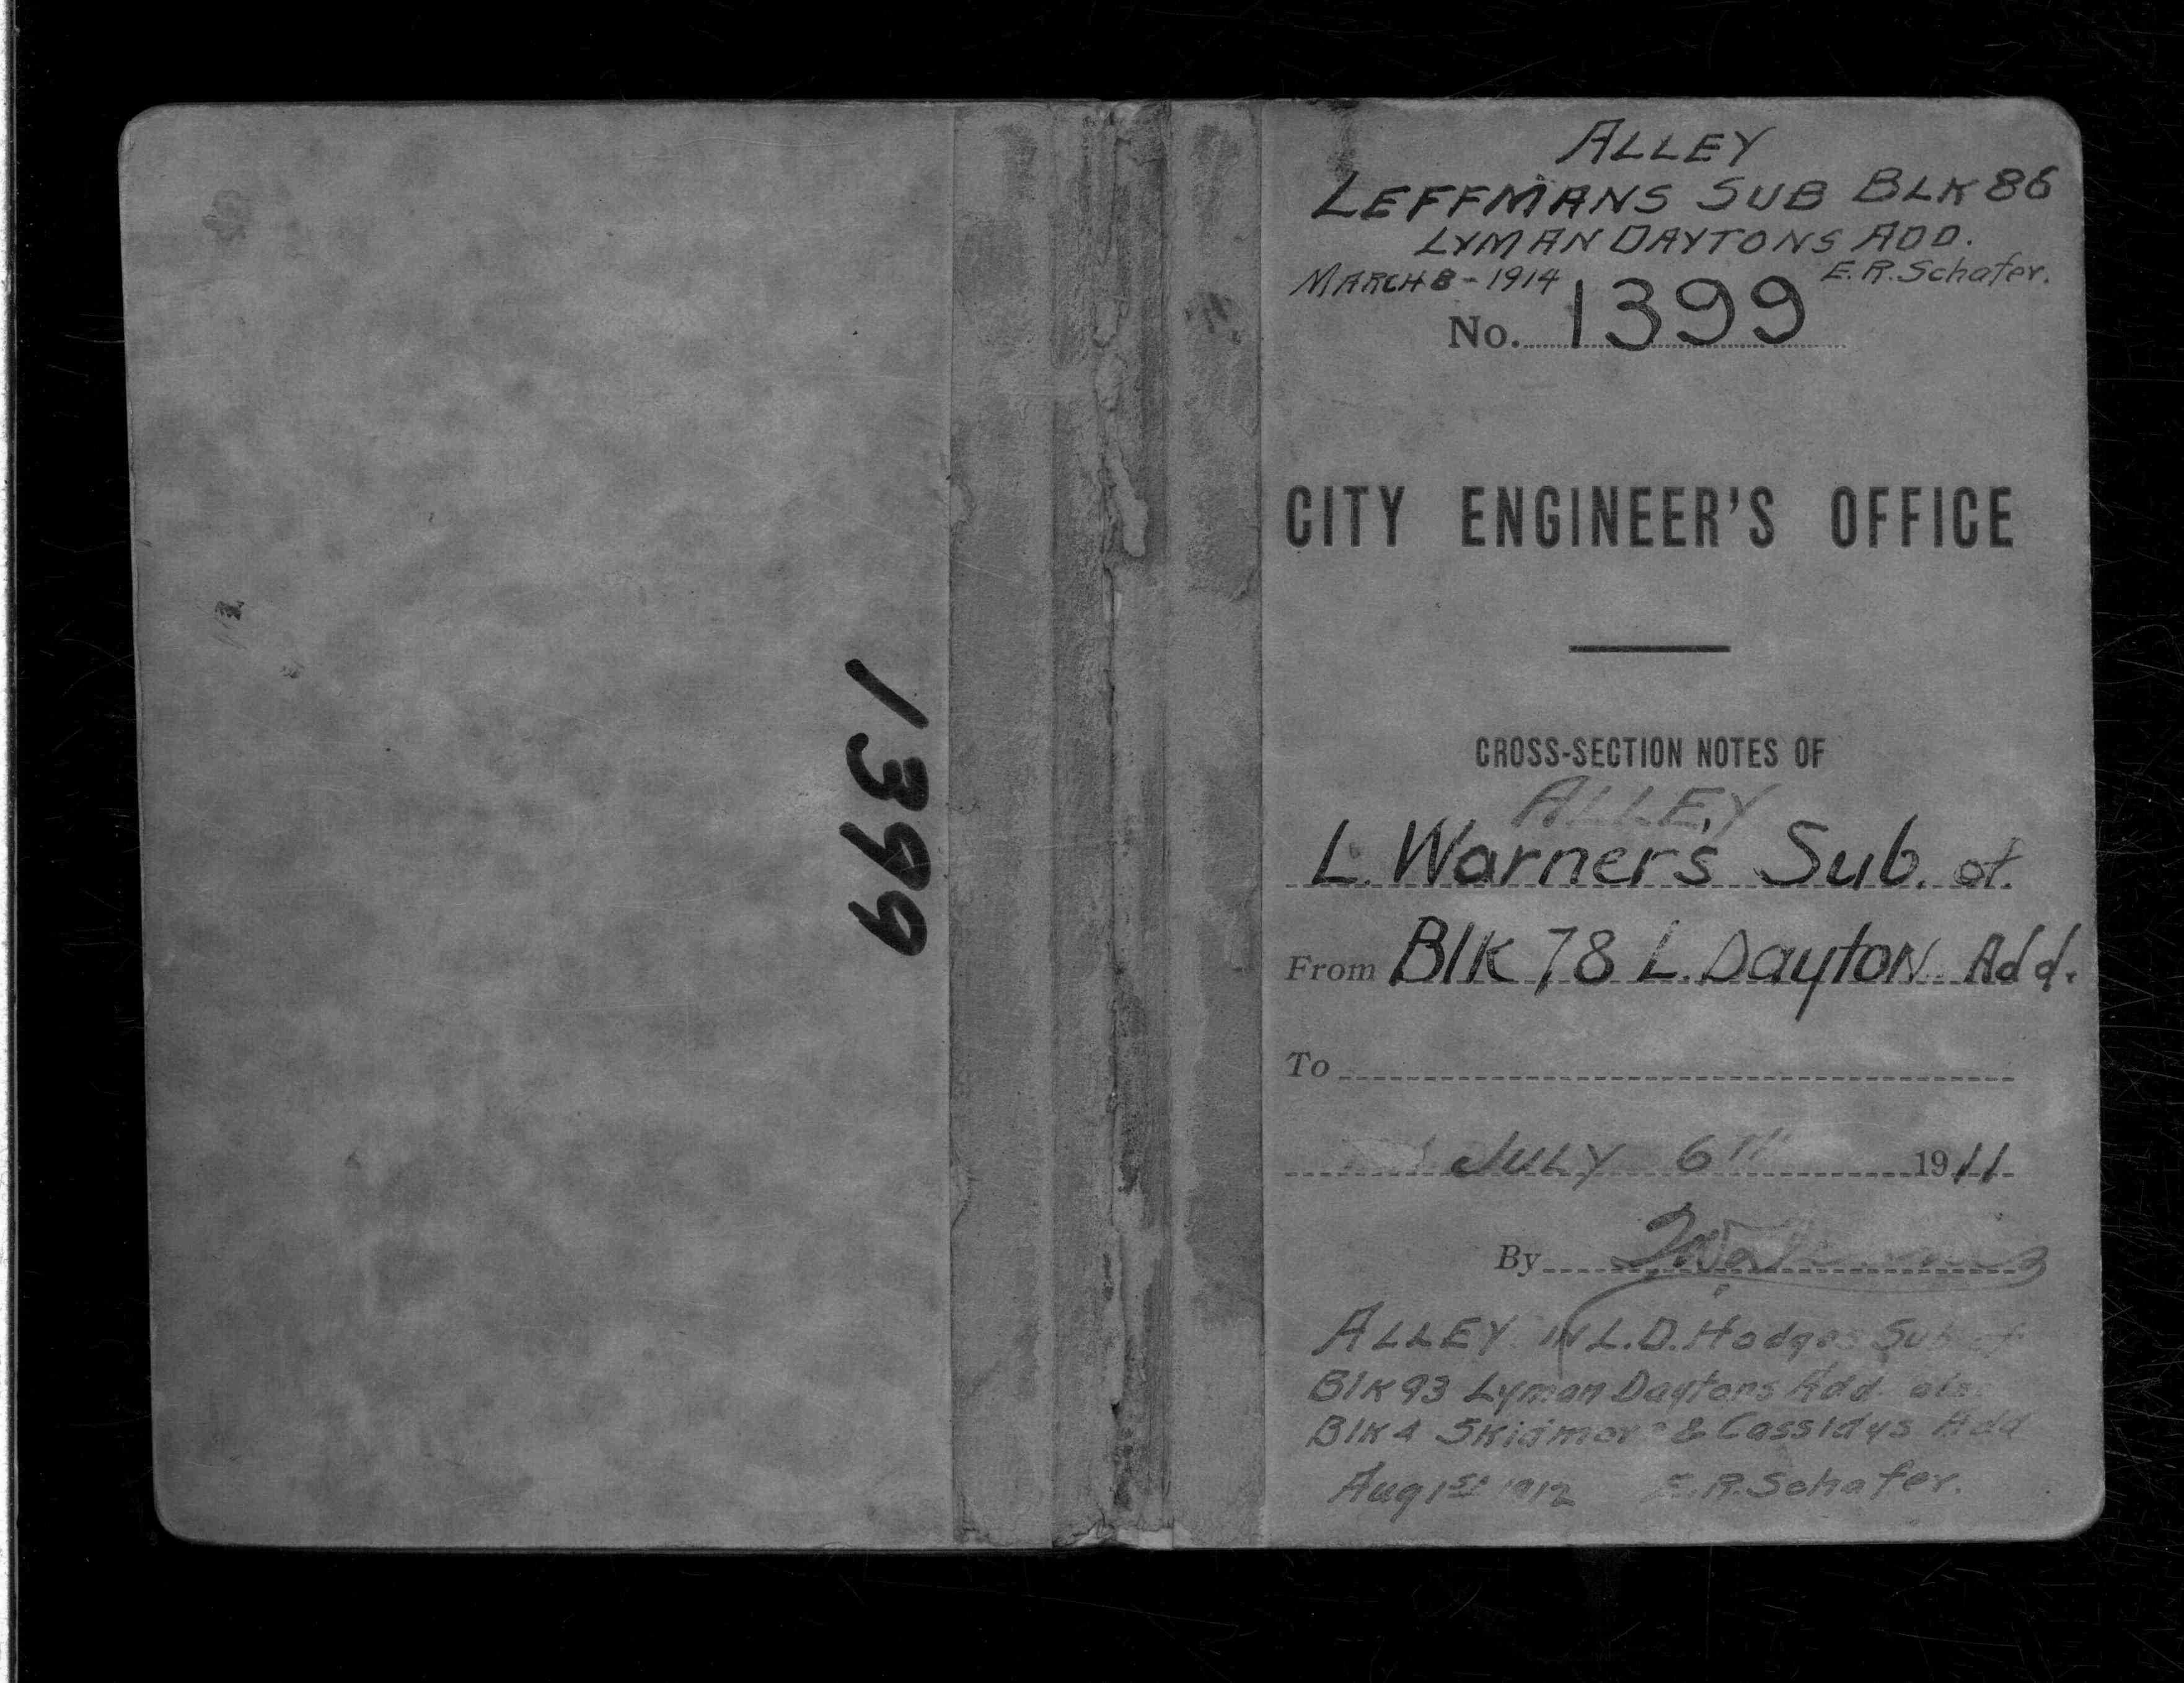 1399
ALLEY
LEFFMANS SUB BLK 86
LYMAN DAYTONS ADD.
MARCH 8 - 1914 E. R. Schafer.
No. 1399
CITY ENGINEER'S OFFICE
CROSS-SECTION NOTES OF
ALLEY
L. Warners Sub. of.
From Blk 78 L. Dayton Add.
To
JULY 6TH 1911
By
ALLEY IN L.D. Hodges Sub of
Blk 93 Lyman Daytons Add. also
Blk 4 Skidmore & Cassidys Add
Aug 1st 1912 E. R. Schafer.